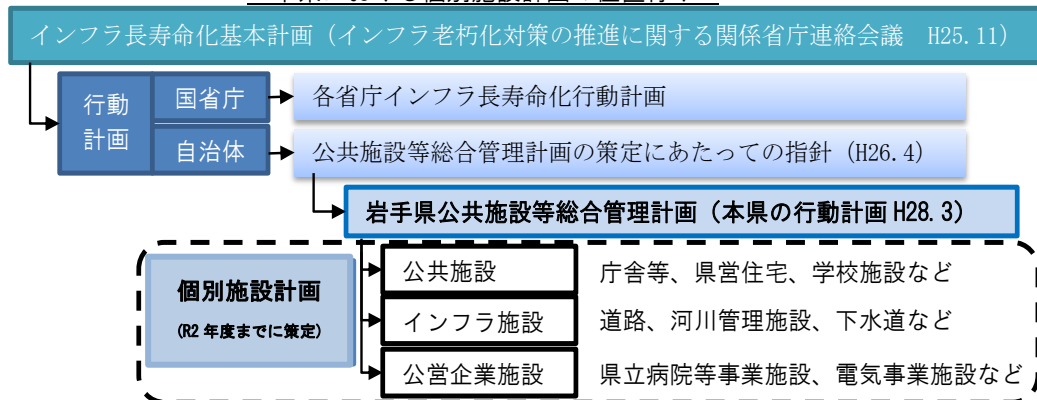 インフラ長寿命化基本計画（インフラ老朽化対策の推進に関する関係省庁連絡会議　H25.11）
行動
計画
国省庁
各省庁インフラ長寿命化行動計画
自治体
公共施設等総合管理計画の策定にあたっての指針（H26.4）
岩手県公共施設等総合管理計画（本県の行動計画 H28.3）
個別施設計画
(R2 年度までに策定)
公共施設
庁舎等、県営住宅、学校施設など
インフラ施設
道路、河川管理施設、下水道など
公営企業施設
県立病院等事業施設、電気事業施設など